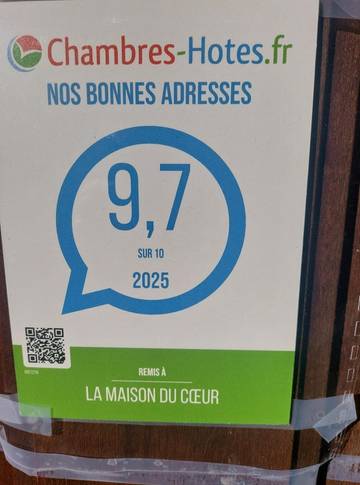 Chambres-Hotes.fr
NOS BONNES ADRESSES
9,7
SUR 10
2025
REMIS À
LA MAISON DU CŒUR